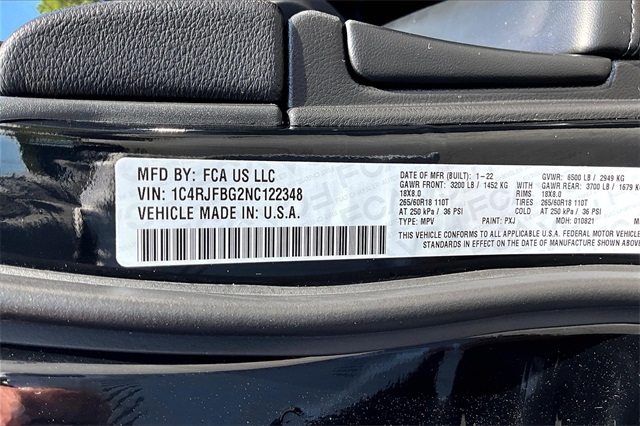 MFD BY: FCA US LLC
VIN: 1C4RJFBG2NC122348
VEHICLE MADE IN: U.S.A.
DATE OF MFR (BUILT): 1-22 GVWR: 6500 LB / 2949 KG
GAWR FRONT: 3200 LB / 1452 KG WITH GAWR REAR: 3700 LB / 1679 KG
18X8.0 RIMS 18X8.0
265/60R18 110T TIRES 265/60R18 110T
AT 250 kPa / 36 PSI COLD AT 250 kPa / 36 PSI
TYPE: MPV PAINT: PXJ MDH: 010821
THIS VEHICLE CONFORMS TO ALL APPLICABLE U.S.A. FEDERAL MOTOR VEHICLE
STANDARDS IN EFFECT ON THE DATE OF MANUFACTURE SHOWN ABOVE